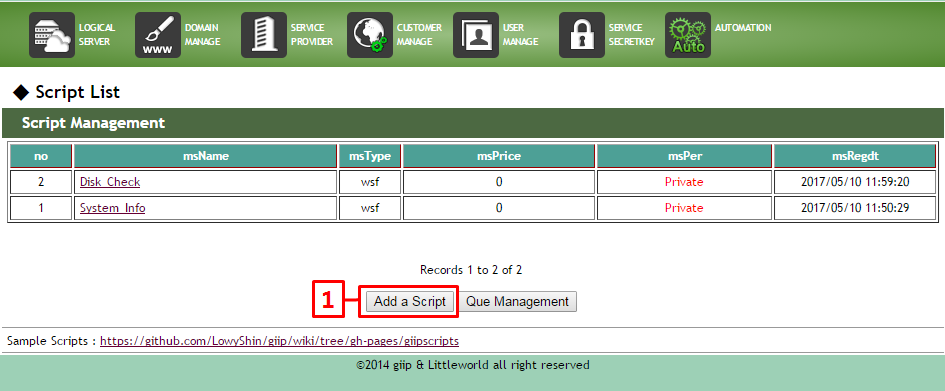 LOGICAL SERVER
www
DOMAIN MANAGE
SERVICE PROVIDER
CUSTOMER MANAGE
USER MANAGE
SERVICE SECRETKEY
Auto
AUTOMATION
◆ Script List
Script Management
no msName msType msPrice msPer msRegdt
2 Disk Check wsf 0 Private 2017/05/10 11:59:20
1 System Info wsf 0 Private 2017/05/10 11:50:29
Records 1 to 2 of 2
1 Add a Script Que Management
Sample Scripts : https://github.com/LowyShin/giip/wiki/tree/gh-pages/giipscripts
©2014 giip & Littleworld all right reserved